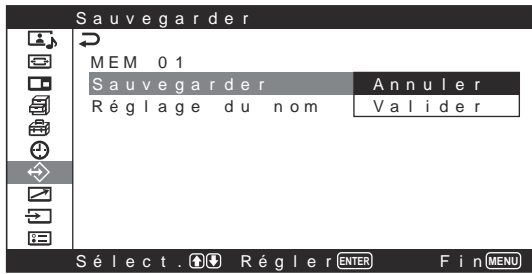 Sauvegarder
MEM 01
Sauvegarder Annuler
Réglage du nom Valider
Sélect. Régler ENTER Fin MENU